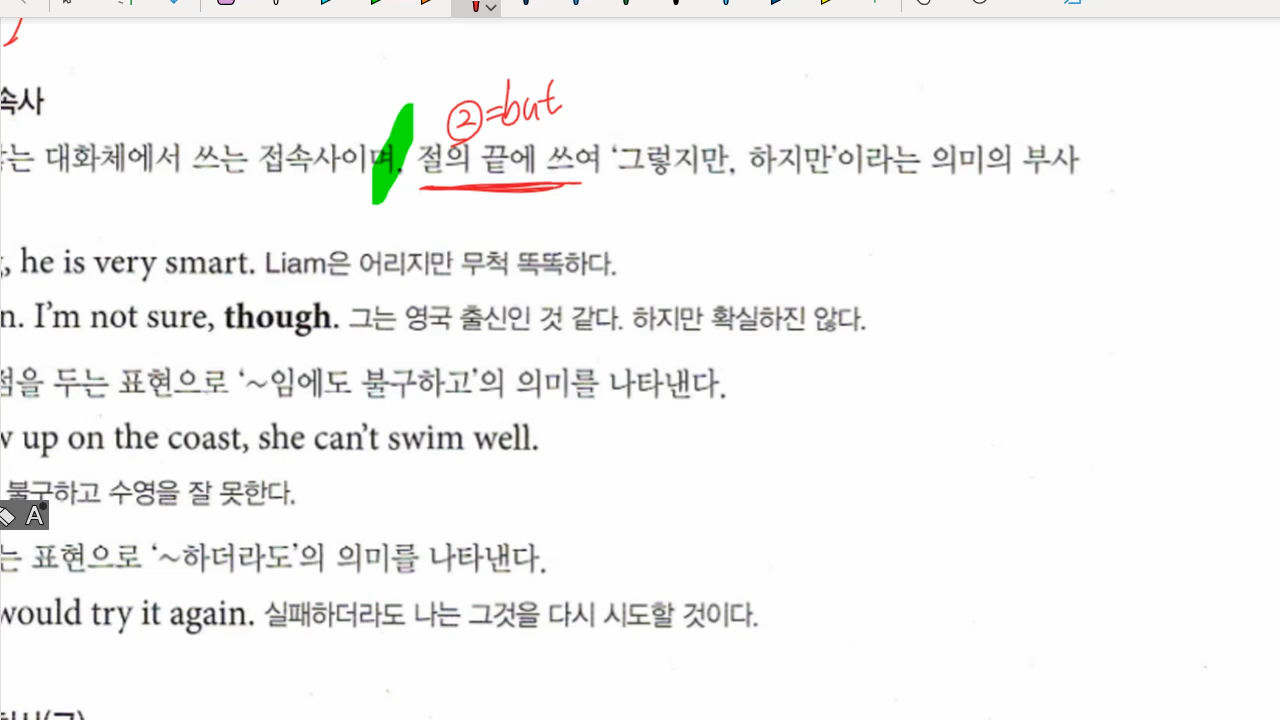 속사
②=but
는 대화체에서 쓰는 접속사이며, 절의 끝에 쓰여 ‘그렇지만, 하지만’이라는 의미의 부사
, he is very smart. Liam은 어리지만 무척 똑똑하다.
n. I’m not sure, though. 그는 영국 출신인 것 같다. 하지만 확실하진 않다.
점을 두는 표현으로 ‘~임에도 불구하고’의 의미를 나타낸다.
w up on the coast, she can’t swim well.
불구하고 수영을 잘 못한다.
A
는 표현으로 ‘~하더라도’의 의미를 나타낸다.
would try it again. 실패하더라도 나는 그것을 다시 시도할 것이다.